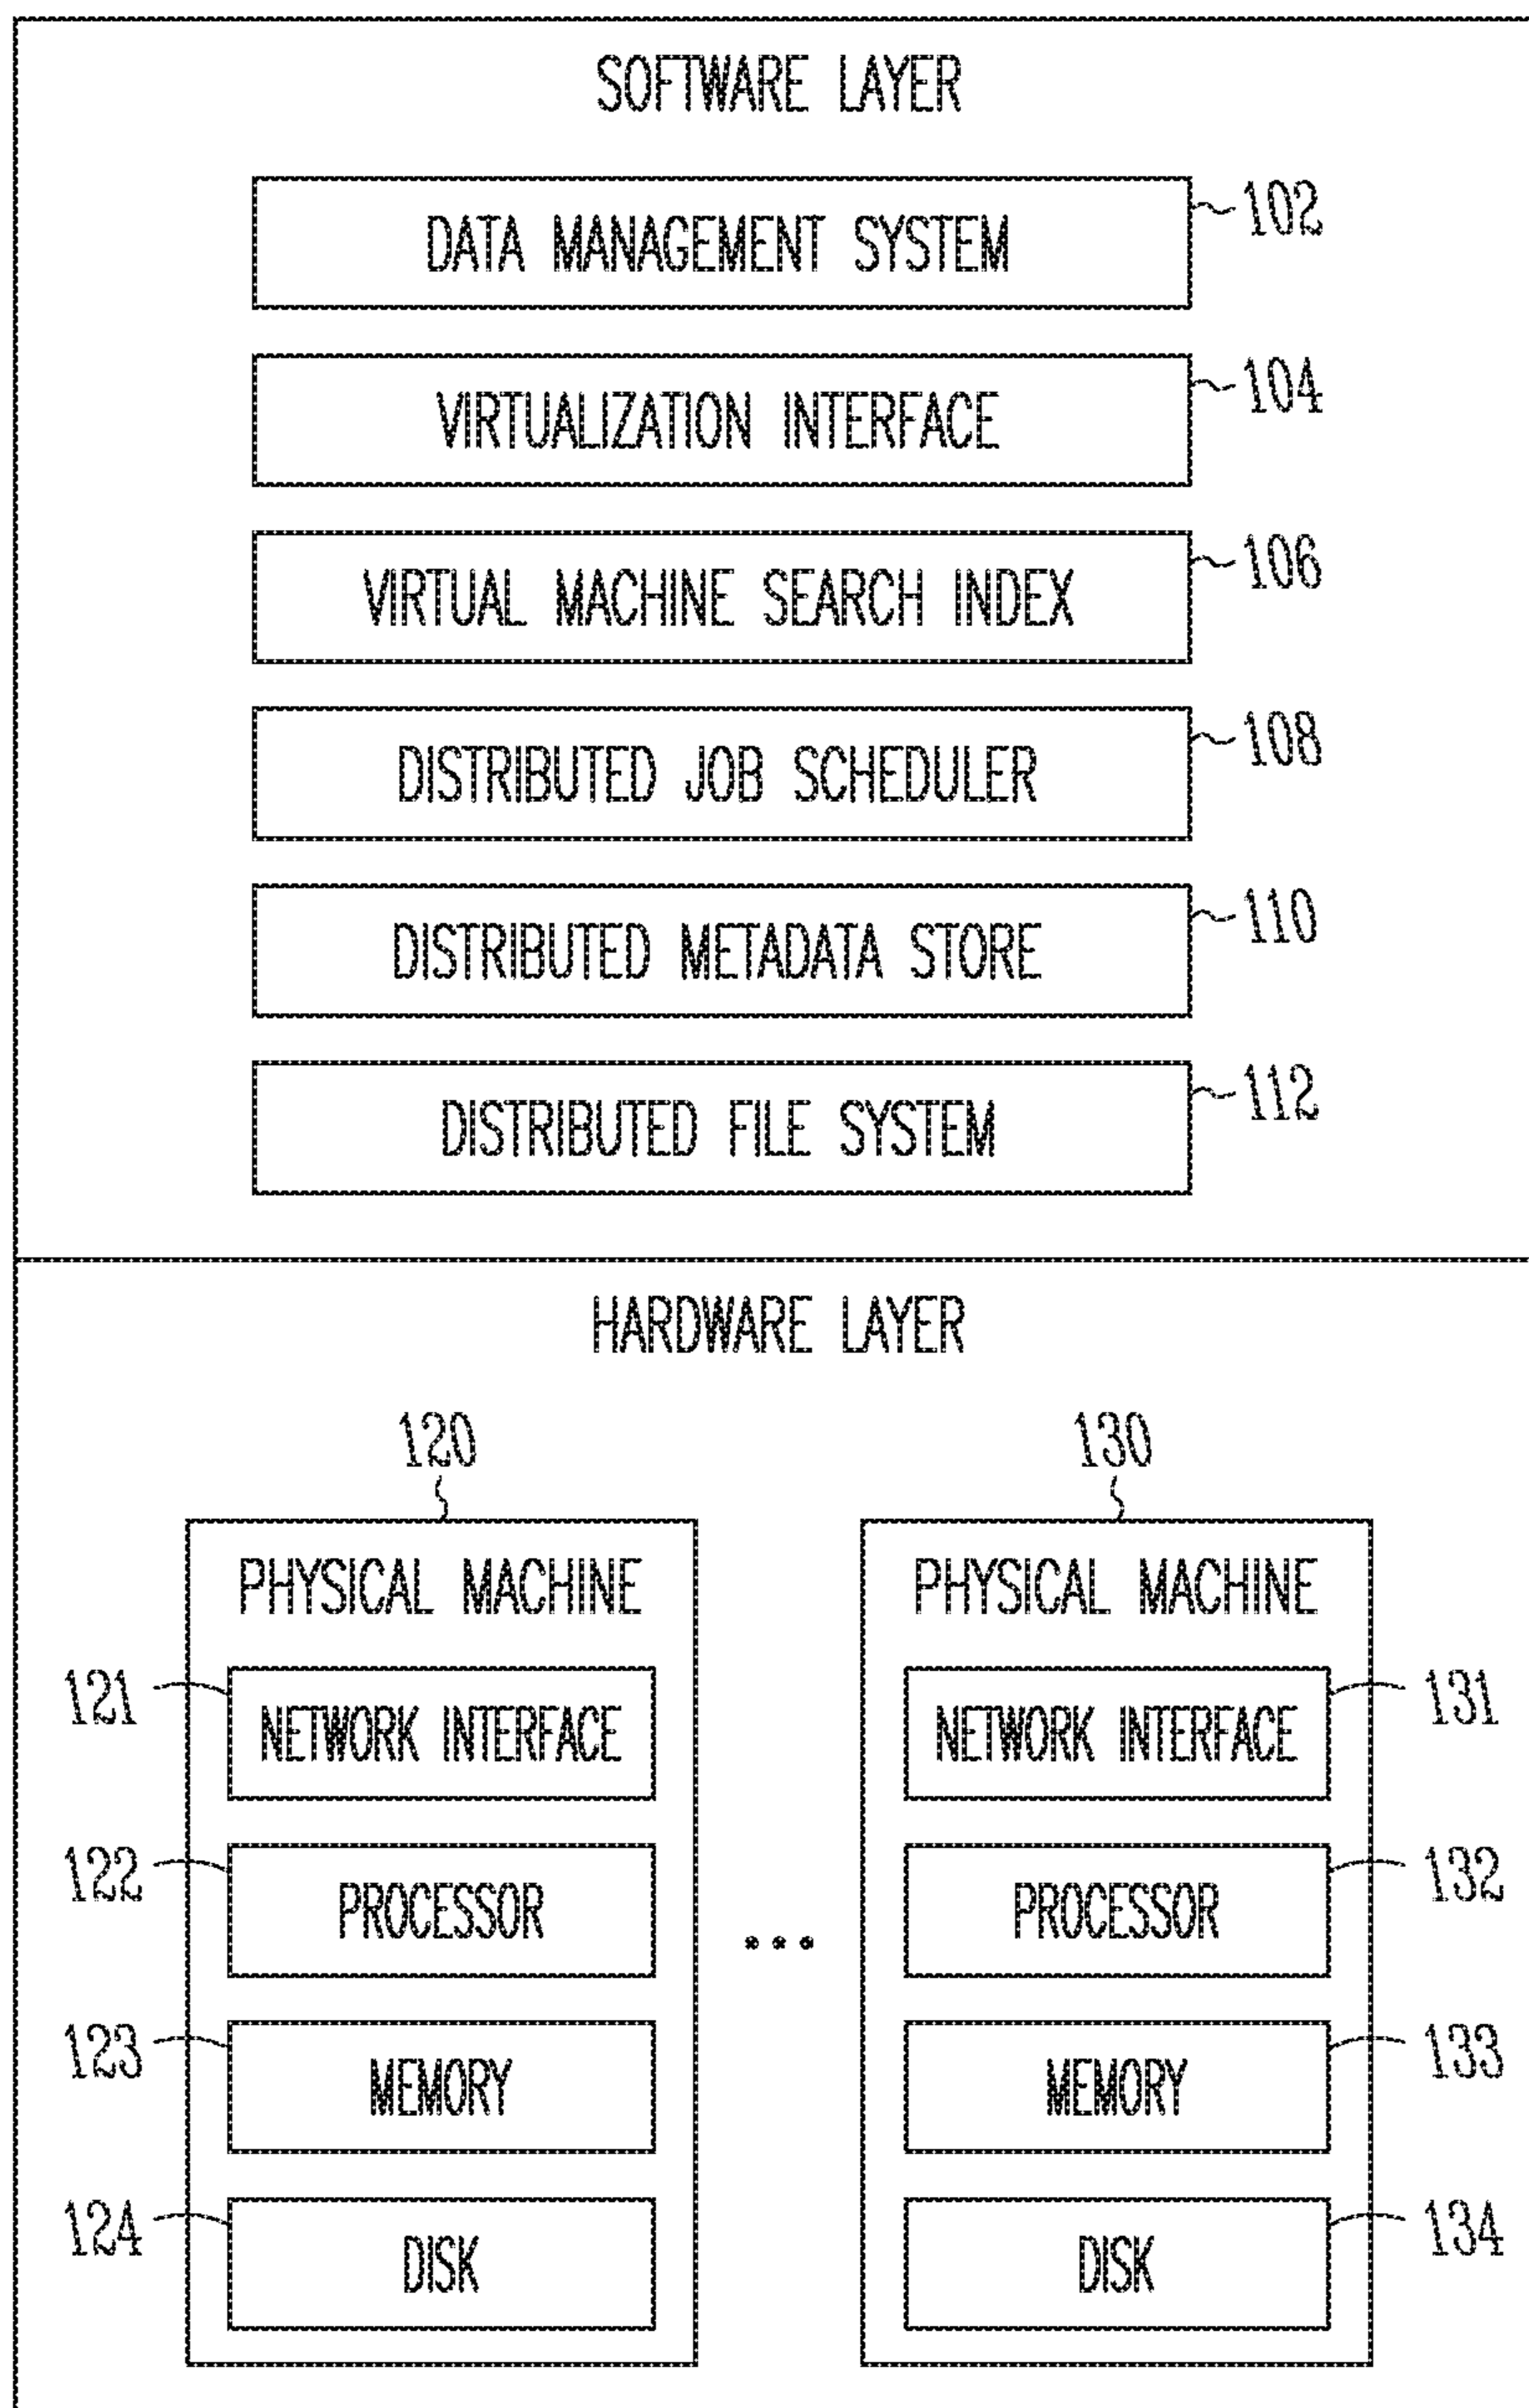 SOFTWARE LAYER
DATA MANAGEMENT SYSTEM
102
VIRTUALIZATION INTERFACE
104
VIRTUAL MACHINE SEARCH INDEX
106
DISTRIBUTED JOB SCHEDULER
108
DISTRIBUTED METADATA STORE
110
DISTRIBUTED FILE SYSTEM
112
HARDWARE LAYER
120
PHYSICAL MACHINE
121
NETWORK INTERFACE
122
PROCESSOR
123
MEMORY
124
DISK
...
130
PHYSICAL MACHINE
NETWORK INTERFACE
131
PROCESSOR
132
MEMORY
133
DISK
134